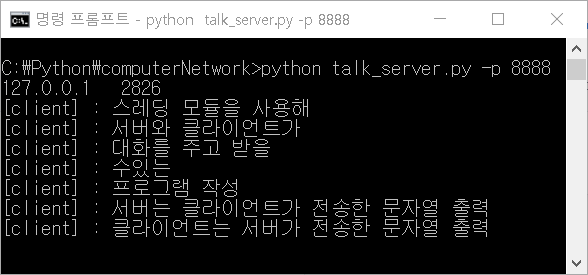 명령 프롬프트 - python  talk_server.py -p 8888
C:\Python\computerNetwork>python talk_server.py -p 8888
127.0.0.1   2826
[client] : 스레딩 모듈을 사용해
[client] : 서버와 클라이언트가
[client] : 대화를 주고 받을
[client] : 수있는
[client] : 프로그램 작성
[client] : 서버는 클라이언트가 전송한 문자열 출력
[client] : 클라이언트는 서버가 전송한 문자열 출력